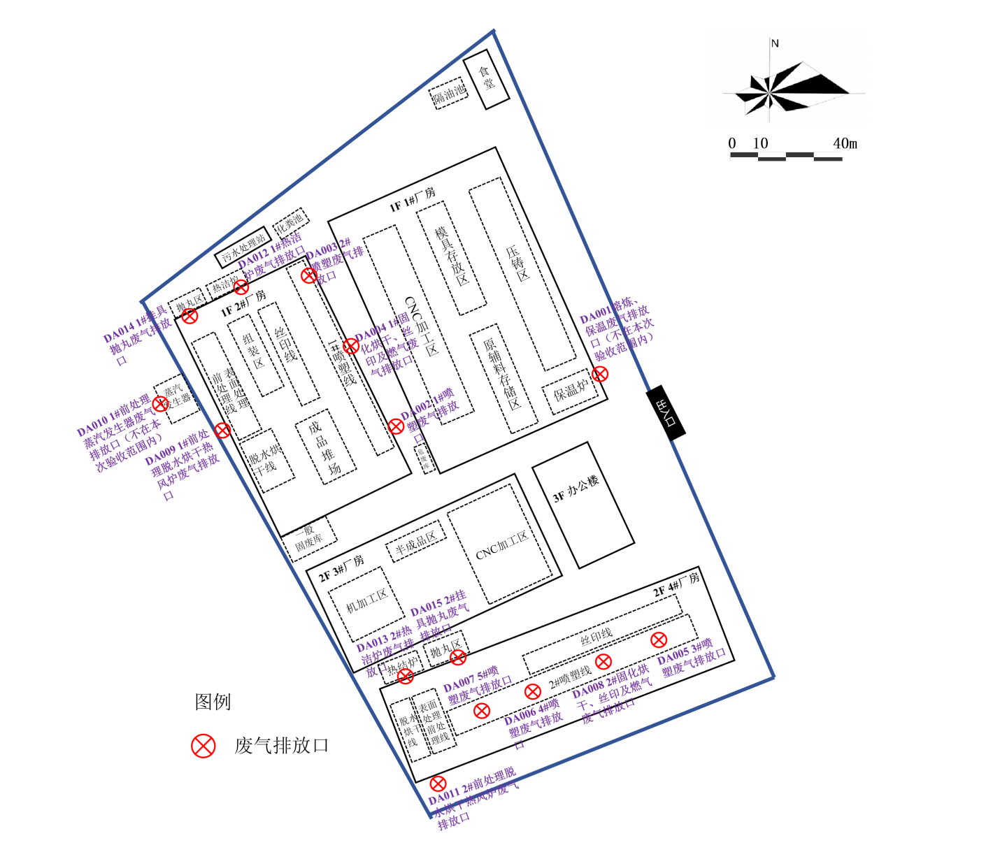 N
0 10 40m
食堂
隔油池
化粪池
污水处理站
DA012 1#热洁
炉废气排放口
DA003 2#
喷塑废气排
放口
热洁炉
抛丸区
DA014 1#挂具
抛丸废气排放
口
1F 1#厂房
CNC加工区
模具存放区
压铸区
原辅料存储区
保温炉
DA001熔炼、
保温废气排放
口（不在本次
验收范围内）
出入口
1F 2#厂房
表面处理
前处理线
组装区
丝印线
1#喷塑线
成品堆场
脱水烘
干线
DA004 1#固
化烘干、丝
印及燃气废
气排放口
DA002 1#喷
塑废气排放
口
危废库
蒸汽
发生器
DA010 1#前处理
蒸汽发生器废气
排放口（不在本
次验收范围内）
DA009 1#前处
理脱水烘干热
风炉废气排放
口
一般
固废库
2F 3#厂房
机加工区
半成品区
CNC加工区
3F 办公楼
DA015 2#挂
具抛丸废气
排放口
DA013 2#热
洁炉废气排
放口
热结炉
抛丸区
2F 4#厂房
丝印线
2#喷塑线
脱水
烘干
线
表面
处理
前处
理线
DA007 5#喷
塑废气排放口
DA006 4#喷
塑废气排放
口
DA008 2#固化烘
干、丝印及燃气
废气排放口
DA005 3#喷
塑废气排放口
DA011 2#前处理脱
水烘干热风炉废气
排放口
图例
废气排放口